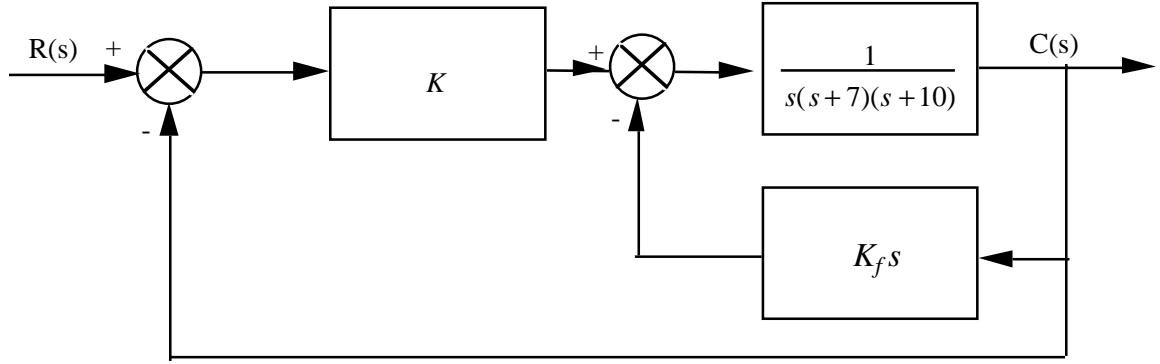 R(s)
+
-
K
+
-
1
s(s+7)(s+10)
C(s)
K_f s